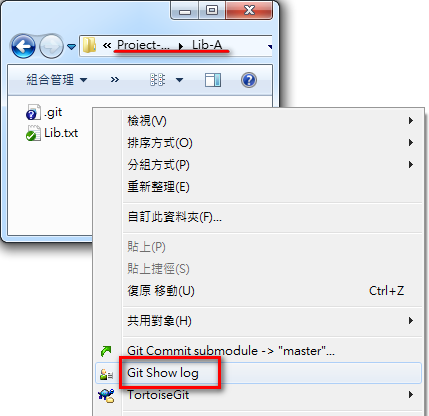 « Project-... ▸ Lib-A
組合管理 ▾ »
.git
Lib.txt
檢視(V)
排序方式(O)
分組方式(P)
重新整理(E)
自訂此資料夾(F)...
貼上(P)
貼上捷徑(S)
復原 移動(U) Ctrl+Z
共用對象(H)
Git Commit submodule -> "master"...
Git Show log
TortoiseGit